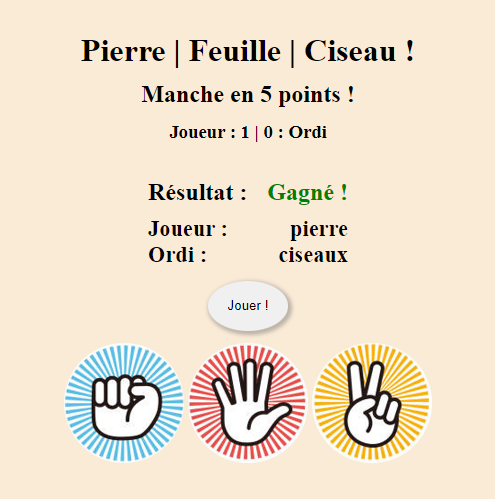 Pierre | Feuille | Ciseau !
Manche en 5 points !
Joueur : 1 | 0 : Ordi
Résultat : Gagné !
Joueur : pierre
Ordi : ciseaux
Jouer !